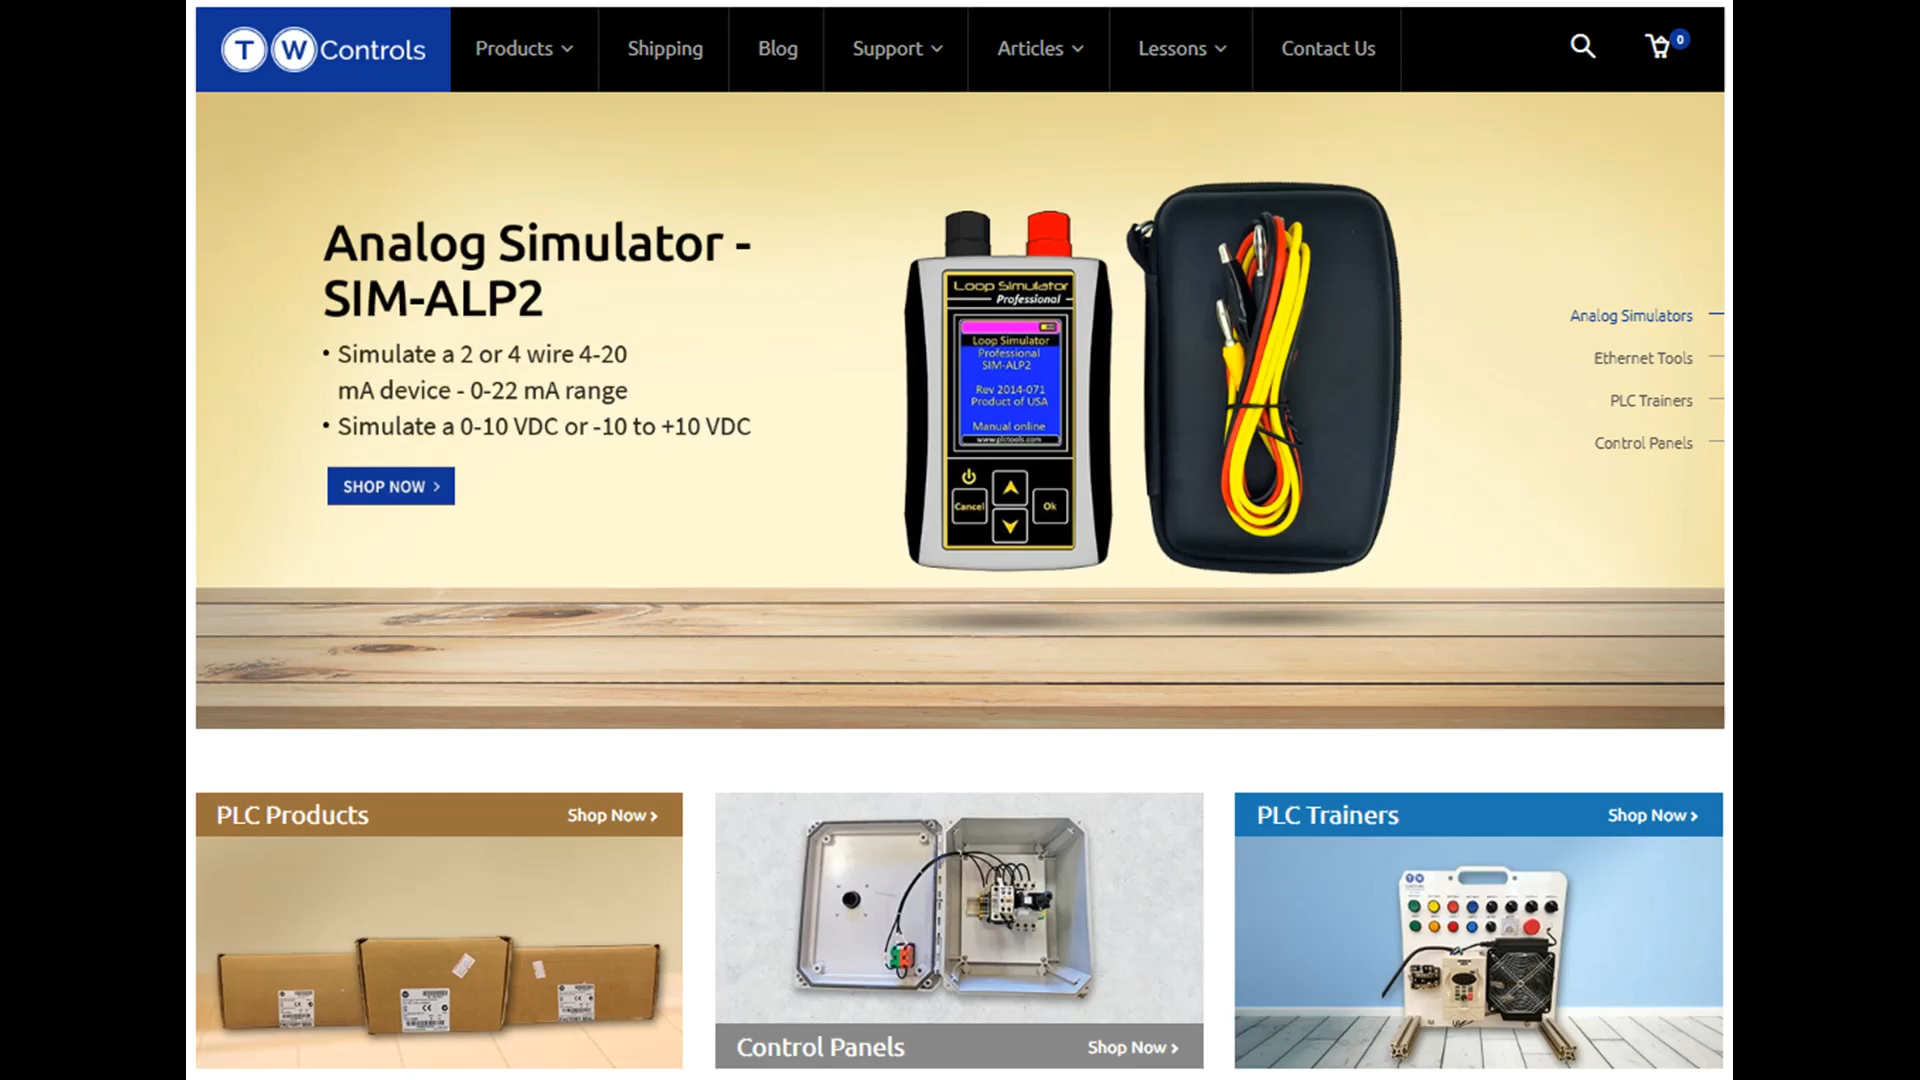 T W Controls
Products
Shipping
Blog
Support
Articles
Lessons
Contact Us
0
Analog Simulator -
SIM-ALP2
• Simulate a 2 or 4 wire 4-20
mA device - 0-22 mA range
• Simulate a 0-10 VDC or -10 to +10 VDC
SHOP NOW >
Loop Simulator
Professional
Loop Simulator
Professional
SIM-ALP2
Rev 2014-071
Product of USA
Manual online
www.plctools.com
Cancel
Ok
Analog Simulators
Ethernet Tools
PLC Trainers
Control Panels
PLC Products
Shop Now >
Control Panels
Shop Now >
PLC Trainers
Shop Now >
T W